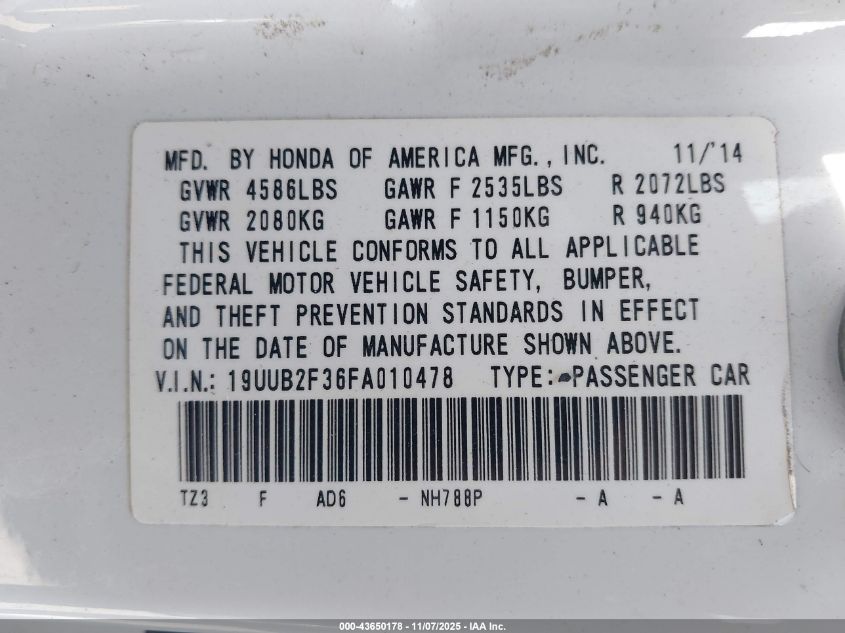 MFD. BY HONDA OF AMERICA MFG., INC. 11/'14
GVWR 4586LBS GAWR F 2535LBS R 2072LBS
GVWR 2080KG GAWR F 1150KG R 940KG
THIS VEHICLE CONFORMS TO ALL APPLICABLE
FEDERAL MOTOR VEHICLE SAFETY, BUMPER,
AND THEFT PREVENTION STANDARDS IN EFFECT
ON THE DATE OF MANUFACTURE SHOWN ABOVE.
V.I.N.: 19UUB2F36FA010478 TYPE: PASSENGER CAR
TZ3 F AD6 - NH788P - A - A
000-43650178 - 11/07/2025 - IAA Inc.